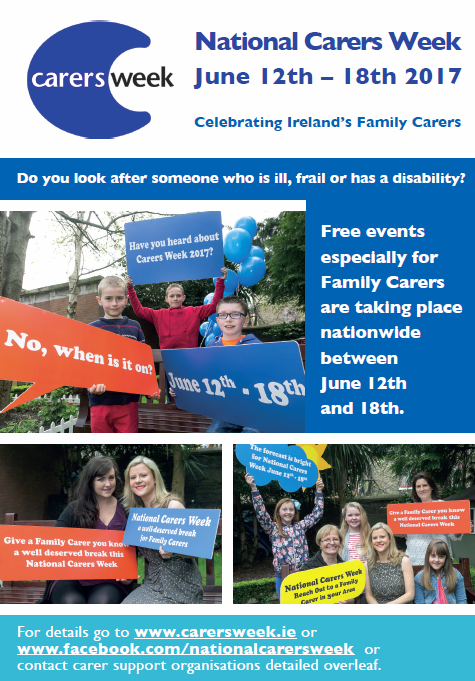 carers week
National Carers Week
June 12th – 18th 2017
Celebrating Ireland's Family Carers
Do you look after someone who is ill, frail or has a disability?
Have you heard about
Carers Week 2017?
No, when is it on?
June 12th - 18th
Free events
especially for
Family Carers
are taking place
nationwide
between
June 12th
and 18th.
Give a Family Carer you know
a well deserved break this
National Carers Week
National Carers Week
a well-deserved break
for Family Carers
The forecast is bright
for National Carers
Week June 12th - 18th
National Carers Week
Reach Out to a Family
Carer in your Area
Give a Family Carer you know
a well deserved break this
National Carers Week
For details go to www.carersweek.ie or
www.facebook.com/nationalcarersweek or
contact carer support organisations detailed overleaf.